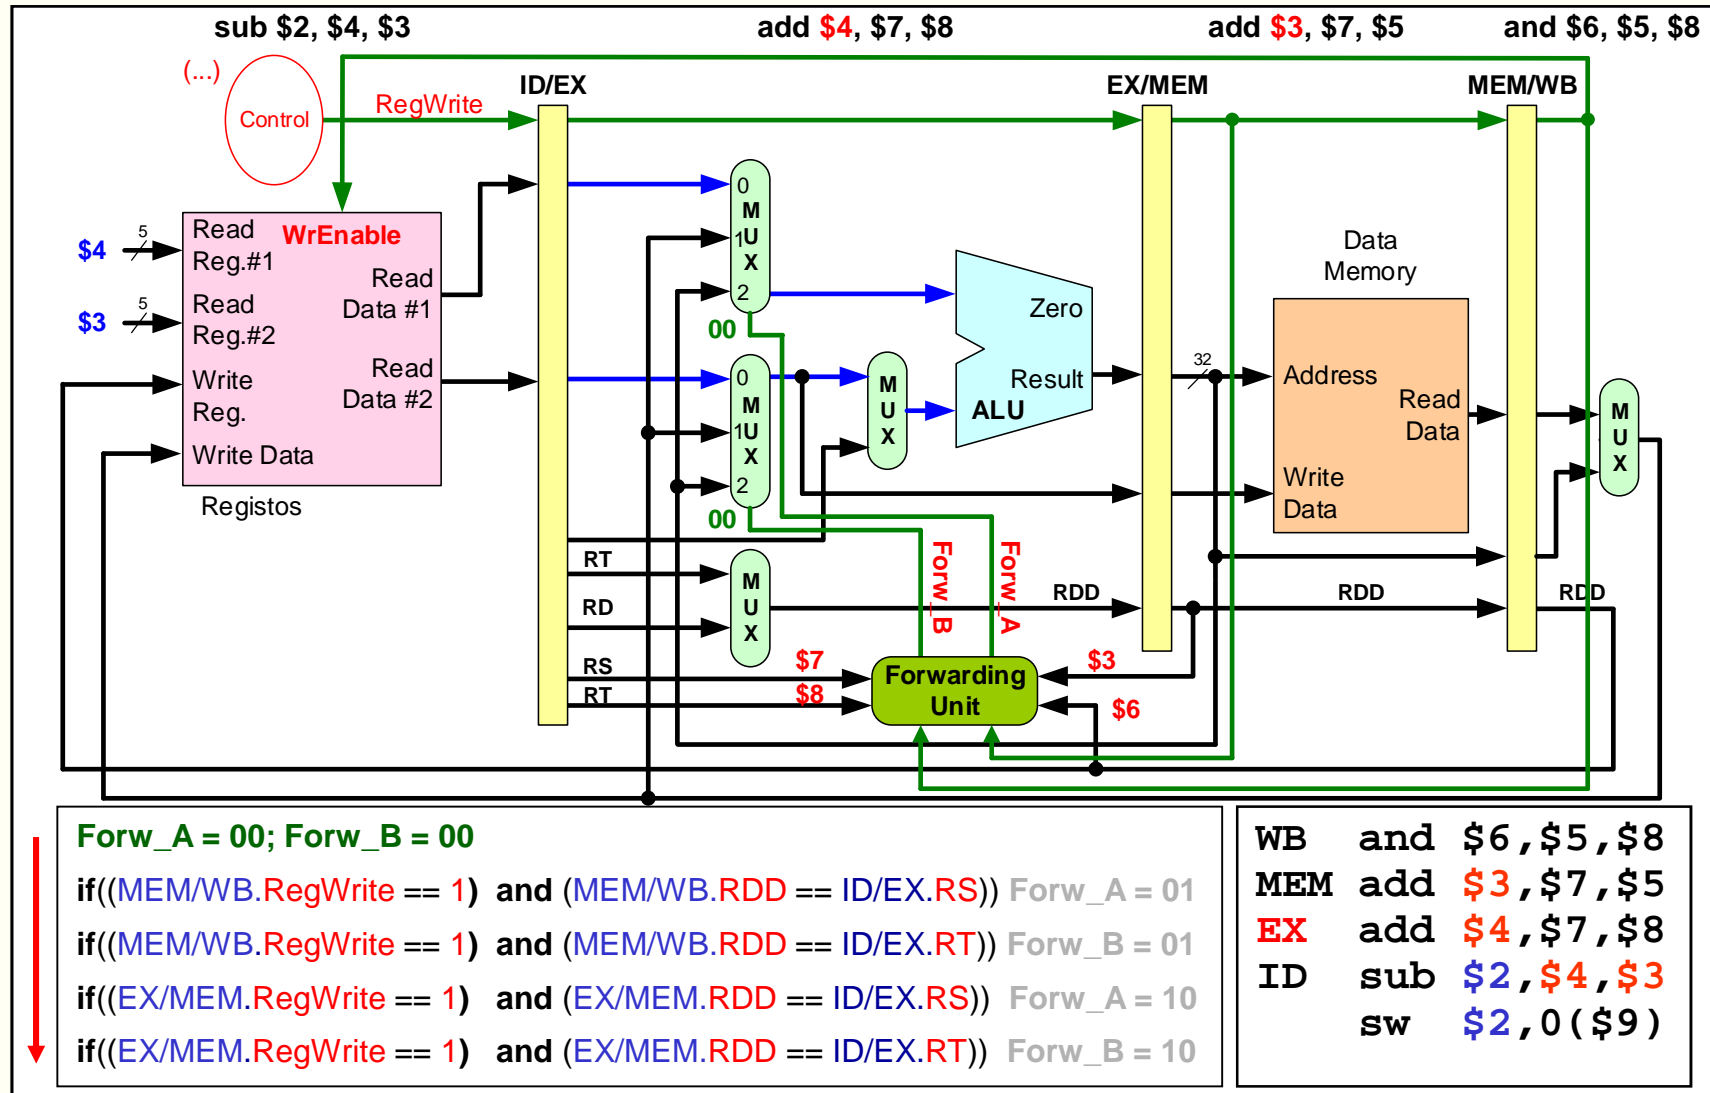 sub $2, $4, $3
add $4, $7, $8
add $3, $7, $5
and $6, $5, $8
(...)
Control
RegWrite
ID/EX
EX/MEM
MEM/WB
$4
5
Read
Reg.#1
WrEnable
Read
Data #1
$3
5
Read
Reg.#2
Write
Reg.
Read
Data #2
Write Data
Registos
0
M
1U
X
2
00
0
M
1U
X
2
00
M
U
X
Zero
Result
ALU
32
Data
Memory
Address
Read
Data
Write
Data
M
U
X
RT
RD
M
U
X
Forw_B
Forw_A
RDD
RDD
RDD
RS
$7
RT
$8
Forwarding
Unit
$3
$6
Forw_A = 00; Forw_B = 00
if((MEM/WB.RegWrite == 1) and (MEM/WB.RDD == ID/EX.RS)) Forw_A = 01
if((MEM/WB.RegWrite == 1) and (MEM/WB.RDD == ID/EX.RT)) Forw_B = 01
if((EX/MEM.RegWrite == 1) and (EX/MEM.RDD == ID/EX.RS)) Forw_A = 10
if((EX/MEM.RegWrite == 1) and (EX/MEM.RDD == ID/EX.RT)) Forw_B = 10
WB and $6,$5,$8
MEM add $3,$7,$5
EX add $4,$7,$8
ID sub $2,$4,$3
sw $2,0($9)